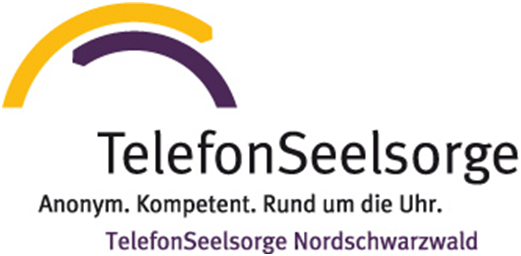 TelefonSeelsorge
Anonym. Kompetent. Rund um die Uhr.
TelefonSeelsorge Nordschwarzwald